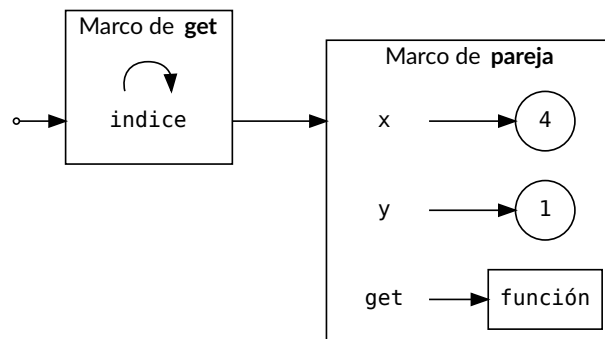 Marco de get
indice
Marco de pareja
x
4
y
1
get
función